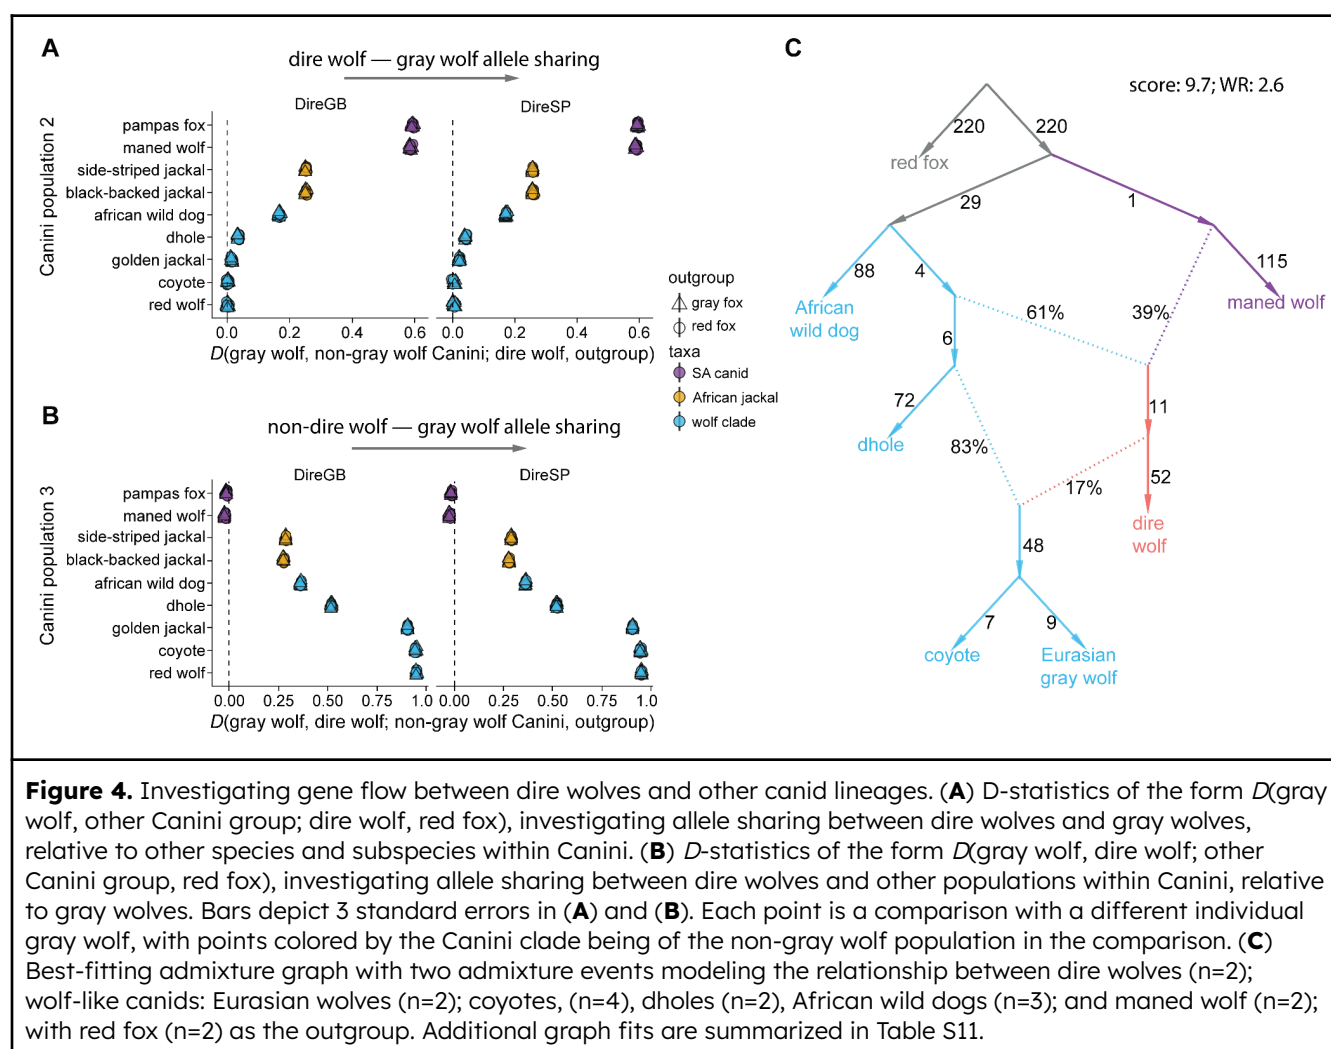 A
dire wolf — gray wolf allele sharing
DireGB
DireSP
Canini population 2
pampas fox
maned wolf
side-striped jackal
black-backed jackal
african wild dog
dhole
golden jackal
coyote
red wolf
0.0 0.2 0.4 0.6 0.0 0.2 0.4 0.6
D(gray wolf, non-gray wolf Canini; dire wolf, outgroup)
outgroup
gray fox
red fox
taxa
SA canid
African jackal
wolf clade
B
non-dire wolf — gray wolf allele sharing
DireGB
DireSP
Canini population 3
pampas fox
maned wolf
side-striped jackal
black-backed jackal
african wild dog
dhole
golden jackal
coyote
red wolf
0.00 0.25 0.50 0.75 1.0 0.00 0.25 0.50 0.75 1.0
D(gray wolf, dire wolf; non-gray wolf Canini, outgroup)
C
score: 9.7; WR: 2.6
220
220
red fox
29
1
88
4
115
African
wild dog
61%
39%
maned wolf
6
72
11
dhole
83%
17%
52
dire
wolf
48
7
9
coyote
Eurasian
gray wolf
Figure 4. Investigating gene flow between dire wolves and other canid lineages. (A) D-statistics of the form D(gray
wolf, other Canini group; dire wolf, red fox), investigating allele sharing between dire wolves and gray wolves,
relative to other species and subspecies within Canini. (B) D-statistics of the form D(gray wolf, dire wolf; other
Canini group, red fox), investigating allele sharing between dire wolves and other populations within Canini, relative
to gray wolves. Bars depict 3 standard errors in (A) and (B). Each point is a comparison with a different individual
gray wolf, with points colored by the Canini clade being of the non-gray wolf population in the comparison. (C)
Best-fitting admixture graph with two admixture events modeling the relationship between dire wolves (n=2);
wolf-like canids: Eurasian wolves (n=2); coyotes, (n=4), dholes (n=2), African wild dogs (n=3); and maned wolf (n=2);
with red fox (n=2) as the outgroup. Additional graph fits are summarized in Table S11.